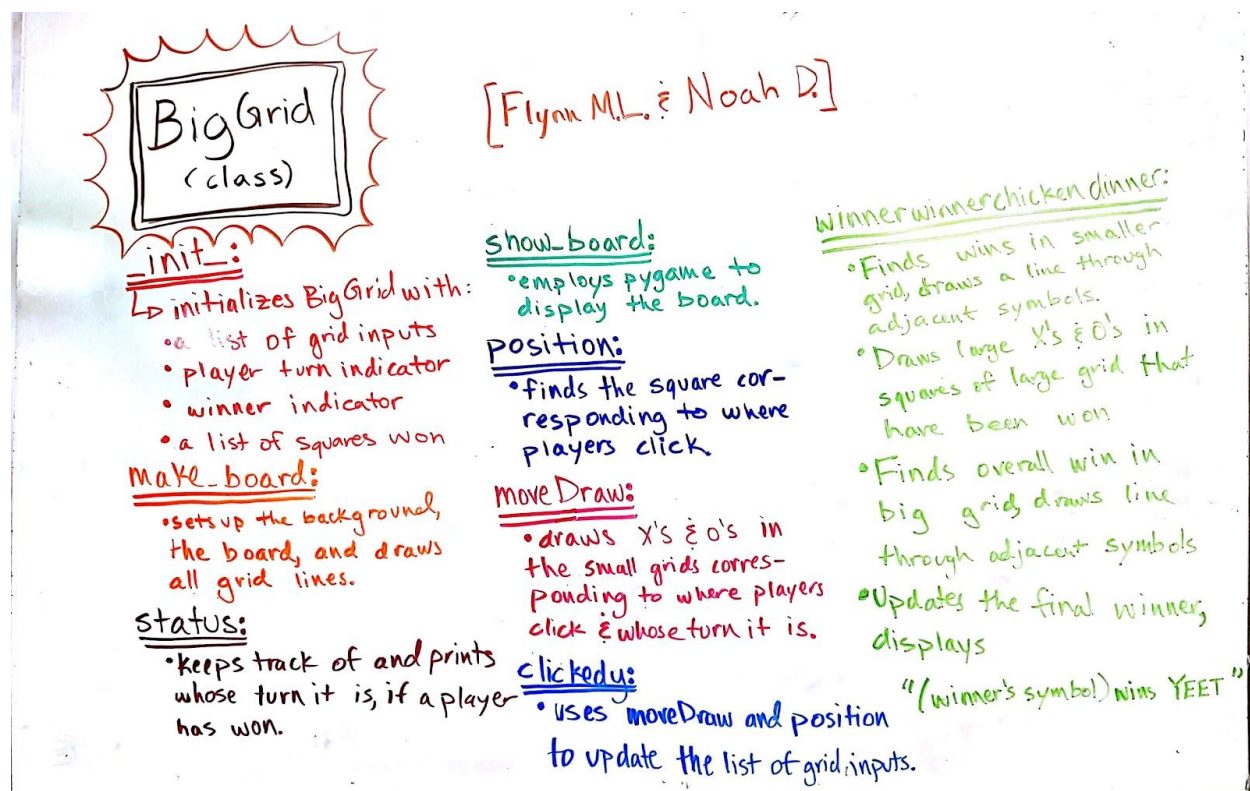 BigGrid
(class)
[Flynn M.L. & Noah D.]
_init_:
↳ initializes BigGrid with:
• a list of grid inputs
• player turn indicator
• winner indicator
• a list of squares won
make_board:
• sets up the background,
the board, and draws
all grid lines.
status:
• keeps track of and prints
whose turn it is, if a player
has won.
show_board:
• employs pygame to
display the board.
position:
• finds the square cor-
responding to where
players click.
moveDraw:
• draws X's & O's in
the small grids corres-
ponding to where players
click & whose turn it is.
clickedy:
• uses moveDraw and position
to update the list of grid inputs.
winnerwinnerchickendinner:
• Finds wins in smaller
grid, draws a line through
adjacent symbols.
• Draws large X's & O's in
squares of large grid that
have been won
• Finds overall win in
big grid, draws line
through adjacent symbols
• Updates the final winner,
displays
"(winner's symbol) wins YEET"